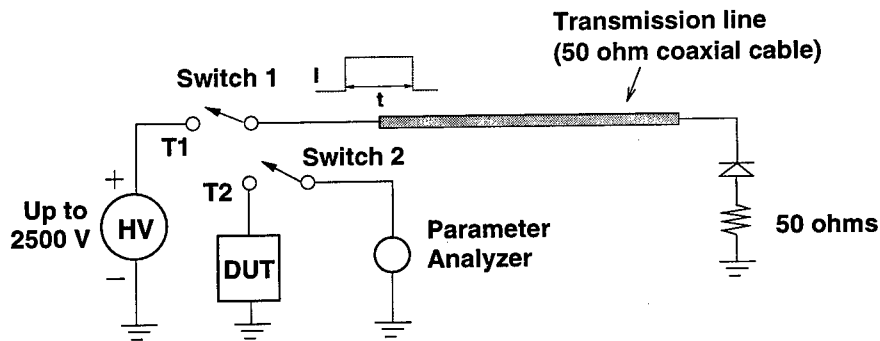 Transmission line
(50 ohm coaxial cable)
I
t
Switch 1
T1
Switch 2
T2
+
Up to
2500 V
HV
−
DUT
Parameter
Analyzer
50 ohms